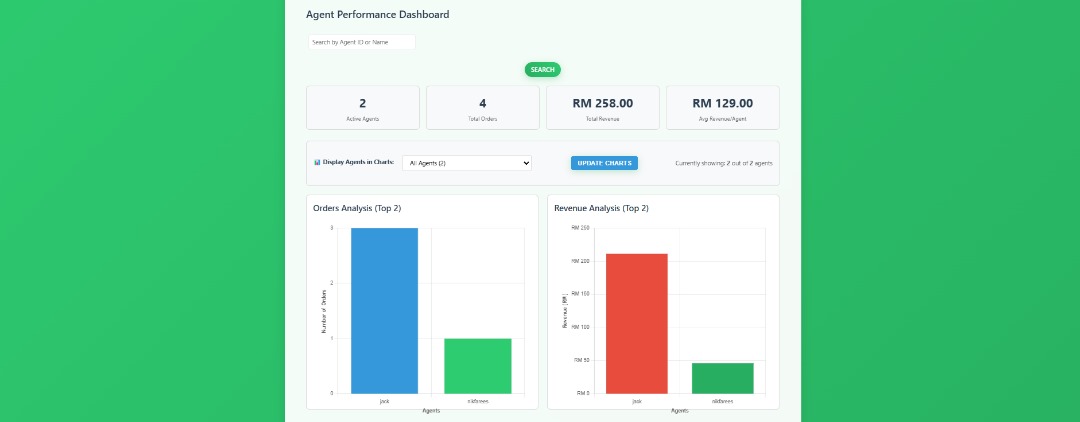 Agent Performance Dashboard
Search by Agent ID or Name
SEARCH
2
Active Agents
4
Total Orders
RM 258.00
Total Revenue
RM 129.00
Avg Revenue/Agent
Display Agents in Charts:
All Agents (2)
UPDATE CHARTS
Currently showing: 2 out of 2 agents
Orders Analysis (Top 2)
3
2
1
0
Number of Orders
jack
nikfarees
Agents
Revenue Analysis (Top 2)
RM 250
RM 200
RM 150
RM 100
RM 50
RM 0
Revenue (RM)
jack
nikfarees
Agents